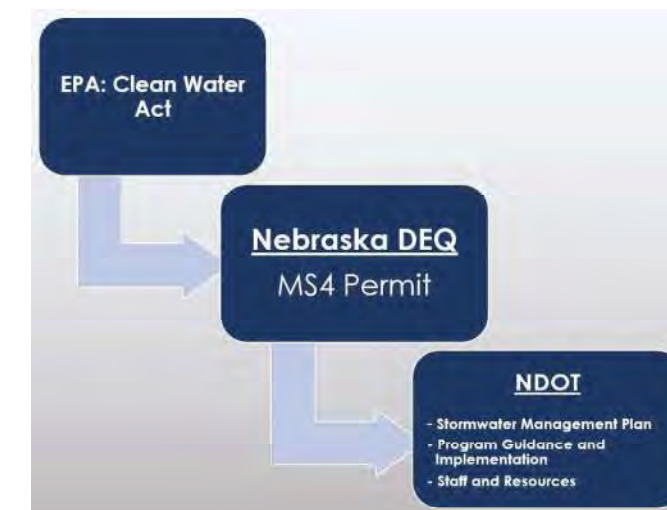 EPA: Clean Water
Act
Nebraska DEQ
MS4 Permit
NDOT
- Stormwater Management Plan
- Program Guidance and
Implementation
- Staff and Resources